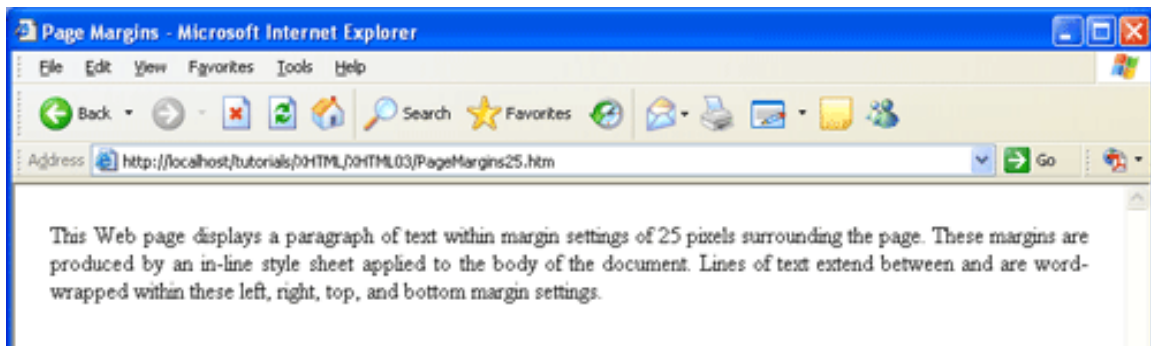 Page Margins - Microsoft Internet Explorer
File Edit View Favorites Tools Help
Back Search Favorites
Address http://localhost/tutorials/XHTML/XHTML03/PageMargins25.htm Go
This Web page displays a paragraph of text within margin settings of 25 pixels surrounding the page. These margins are
produced by an in-line style sheet applied to the body of the document. Lines of text extend between and are word-
wrapped within these left, right, top, and bottom margin settings.